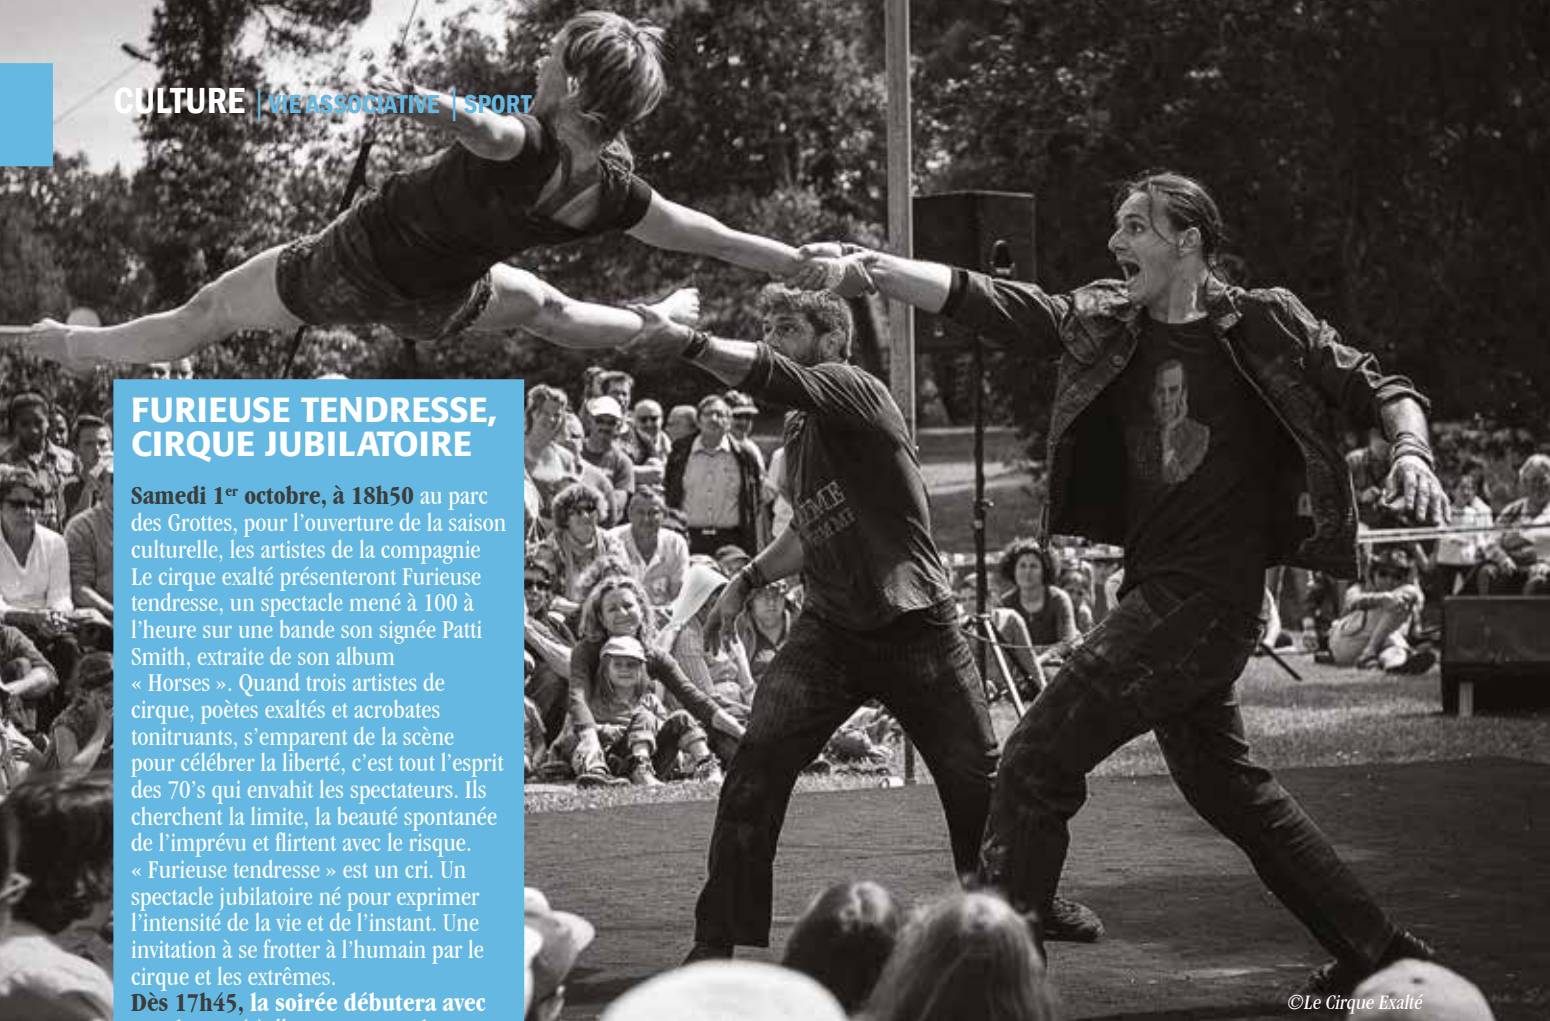 CULTURE | VIE ASSOCIATIVE | SPORT
FURIEUSE TENDRESSE,
CIRQUE JUBILATOIRE
Samedi 1er octobre, à 18h50 au parc
des Grottes, pour l’ouverture de la saison
culturelle, les artistes de la compagnie
Le cirque exalté présenteront Furieuse
tendresse, un spectacle mené à 100 à
l’heure sur une bande son signée Patti
Smith, extraite de son album
« Horses ». Quand trois artistes de
cirque, poètes exaltés et acrobates
tonitruants, s’emparent de la scène
pour célébrer la liberté, c’est tout l’esprit
des 70’s qui envahit les spectateurs. Ils
cherchent la limite, la beauté spontanée
de l’imprévu et flirtent avec le risque.
« Furieuse tendresse » est un cri. Un
spectacle jubilatoire né pour exprimer
l’intensité de la vie et de l’instant. Une
invitation à se frotter à l’humain par le
cirque et les extrêmes.
Dès 17h45, la soirée débutera avec
©Le Cirque Exalté